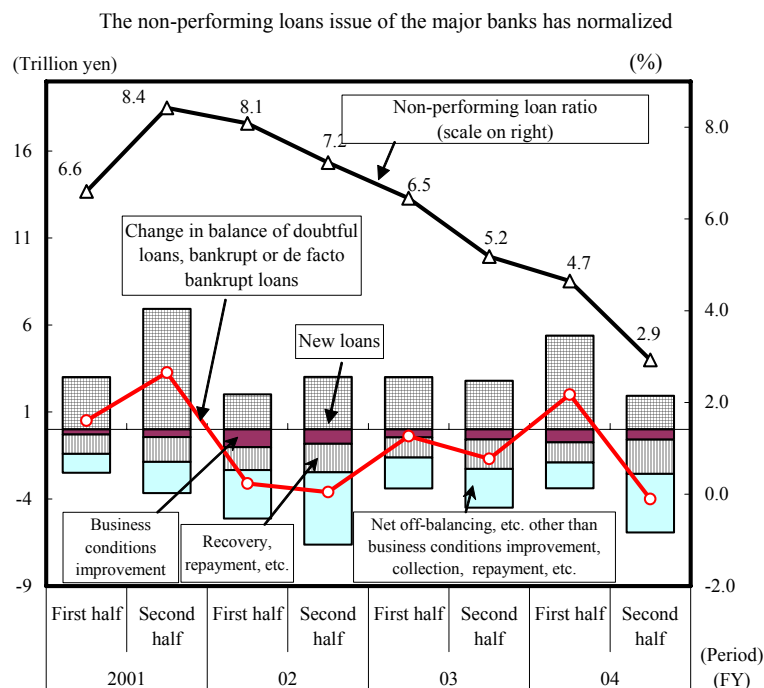 The non-performing loans issue of the major banks has normalized
(Trillion yen)
(%)
8.4
8.1
7.2
6.6
6.5
5.2
4.7
2.9
Non-performing loan ratio
(scale on right)
Change in balance of doubtful
loans, bankrupt or de facto
bankrupt loans
New loans
Business
conditions
improvement
Recovery,
repayment, etc.
Net off-balancing, etc. other than
business conditions improvement,
collection, repayment, etc.
16
11
6
1
-4
-9
8.0
6.0
4.0
2.0
0.0
-2.0
First half
Second
half
First half
Second
half
First half
Second
half
First half
Second
half
2001
02
03
04
(Period)
(FY)